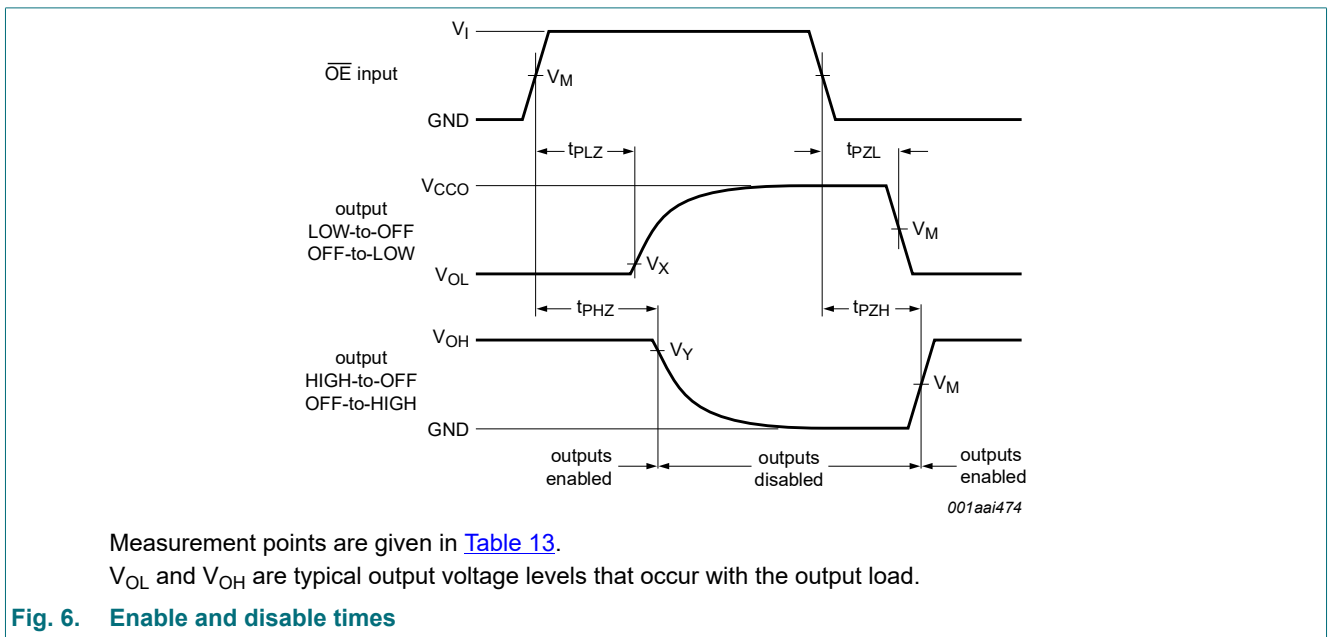 V_I
OE input
V_M
GND
t_PLZ
t_PZL
V_CCO
output
LOW-to-OFF
OFF-to-LOW
V_M
V_X
V_OL
t_PHZ
t_PZH
V_OH
output
HIGH-to-OFF
OFF-to-HIGH
V_Y
V_M
GND
outputs
enabled
outputs
disabled
outputs
enabled
001aai474
Measurement points are given in Table 13.
V_OL and V_OH are typical output voltage levels that occur with the output load.
Fig. 6. Enable and disable times